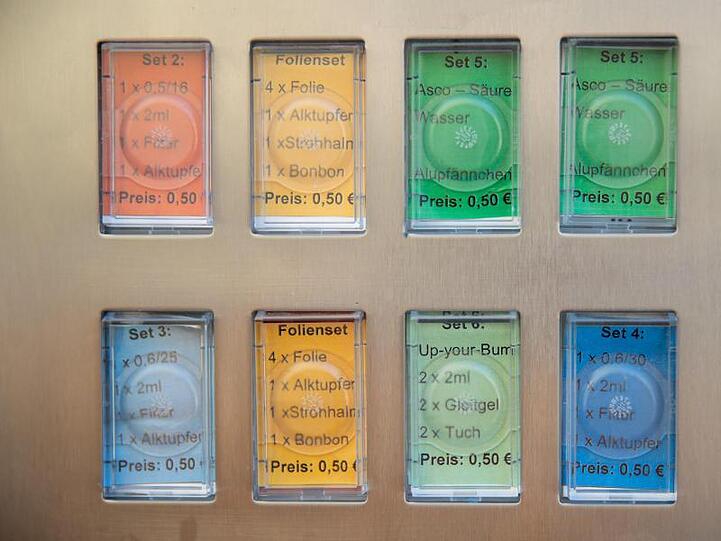 Set 2:
1 x 0,5/16
1 x 2ml
1 x Filter
1 x Alktupfe
Preis: 0,50 €
Folienset
4 x Folie
1 x Alktupfer
1 xStrohhalm
1 x Bonbon
Preis: 0,50 €
Set 5:
Asco – Säure
Wasser
Alupfännchen
Preis: 0,50 €
Set 5:
Asco – Säure
Wasser
Alupfännchen
Preis: 0,50 €
Set 3:
x 0,6/25
1 x 2ml
1 x Filter
1 x Alktupfer
Preis: 0,50 €
Folienset
4 x Folie
1 x Alktupfer
1 xStrohhalm
1 x Bonbon
Preis: 0,50 €
Set 6:
Up-your-Bum
2 x 2ml
2 x Gleitgel
2 x Tuch
Preis: 0,50 €
Set 4:
1 x 0,6/30
1 x 2ml
1 x Filter
1 x Alktupfer
Preis: 0,50 €